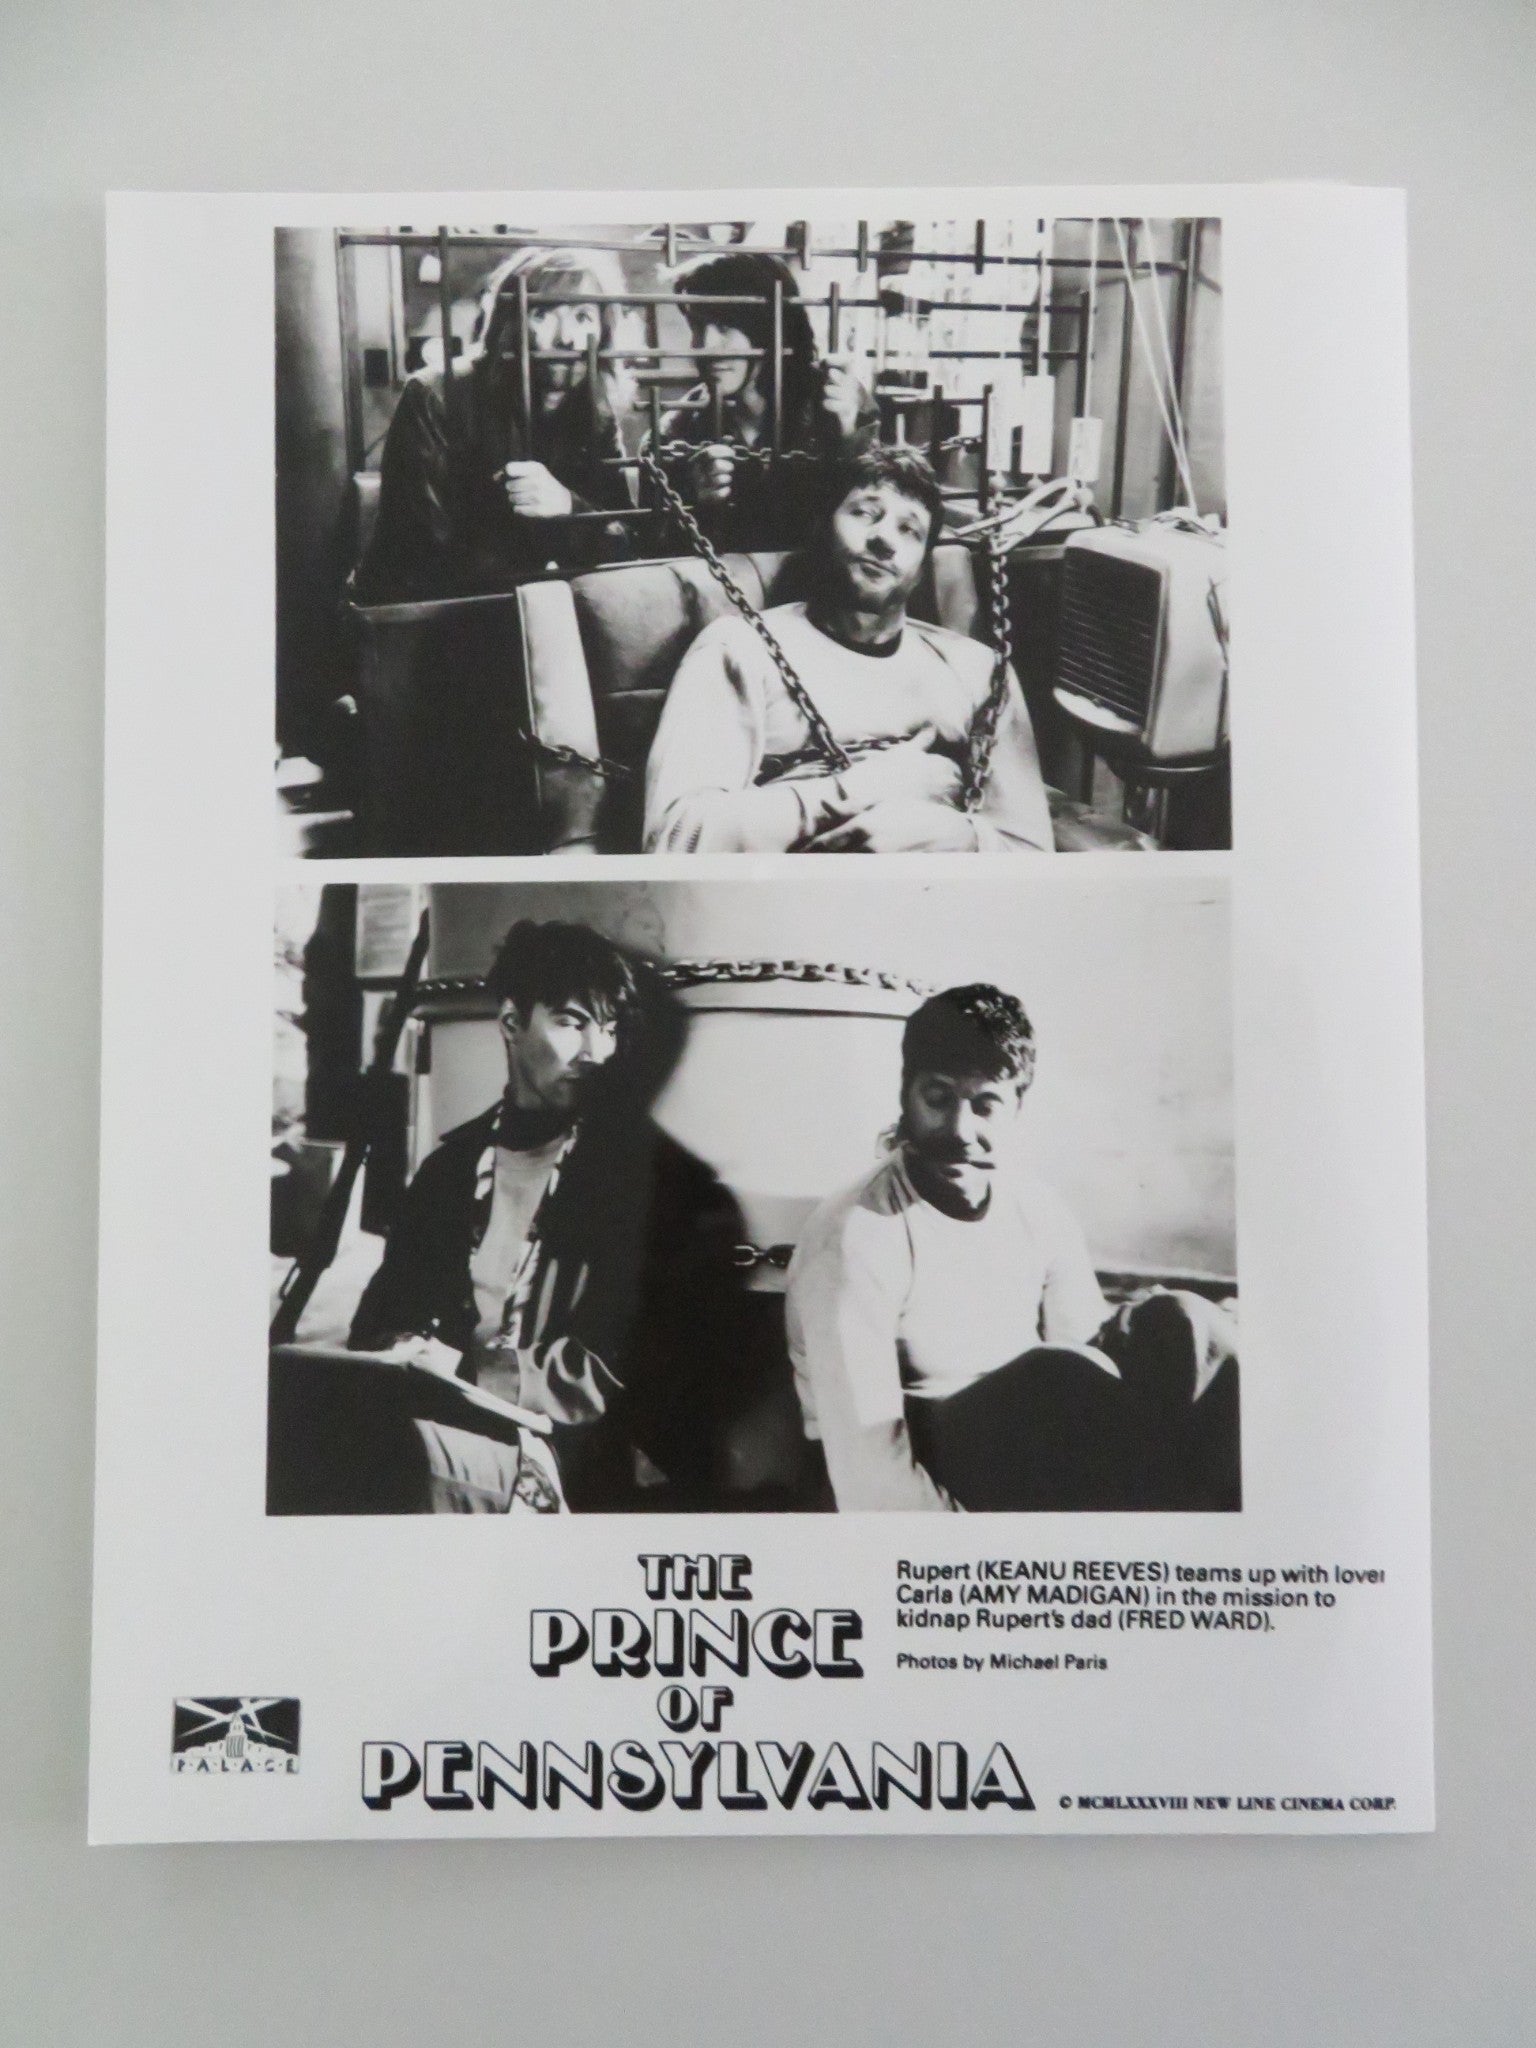 THE
PRINCE
OF
PENNSYLVANIA
Rupert (KEANU REEVES) teams up with lover
Carla (AMY MADIGAN) in the mission to
kidnap Rupert's dad (FRED WARD).
Photos by Michael Paris
P·A·L·A·C·E
© MCMLXXXVIII NEW LINE CINEMA CORP.